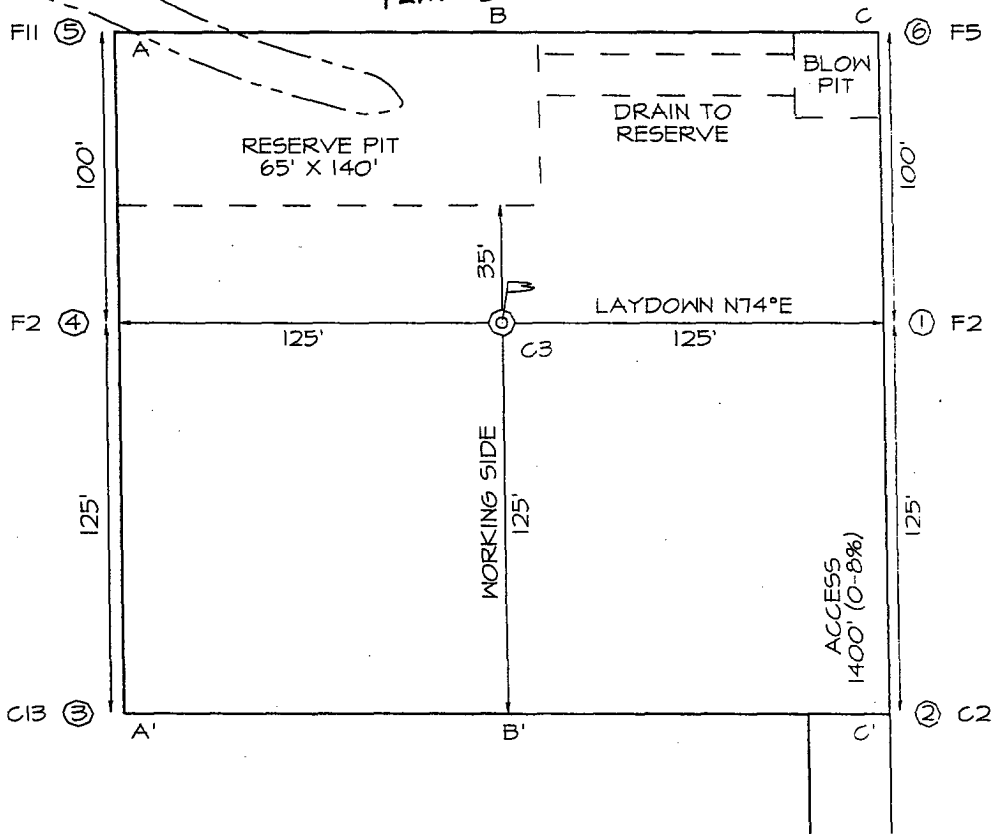 B
C
F11 ⑤
A
⑥ F5
BLOW
PIT
DRAIN TO
RESERVE
RESERVE PIT
65' X 140'
100'
100'
35'
LAYDOWN N74°E
F2 ④
① F2
125'
125'
C3
WORKING SIDE
125'
125'
125'
ACCESS
1400' (0-8%)
C13 ③
② C2
A'
B'
C'